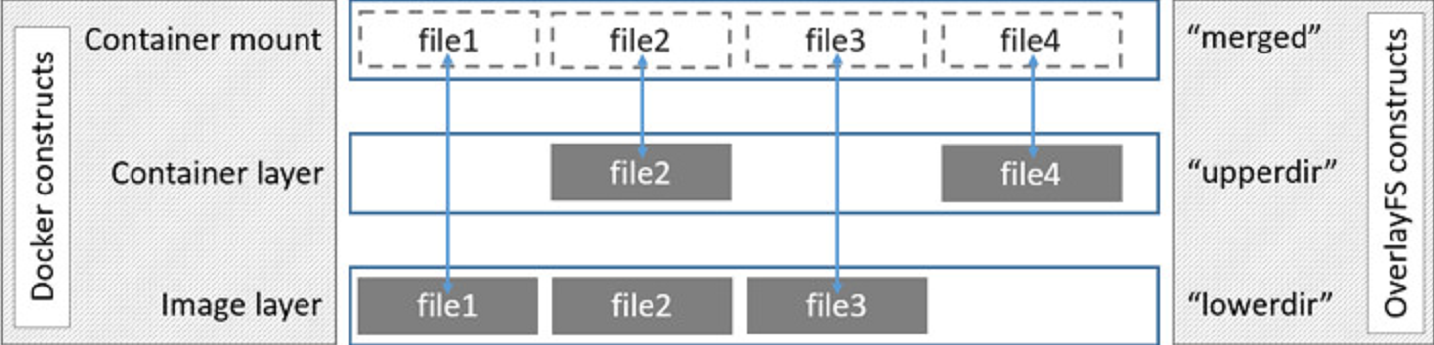 Docker constructs
Container mount
file1 file2 file3 file4
“merged”
Container layer
file2 file4
“upperdir”
Image layer
file1 file2 file3
“lowerdir”
OverlayFS constructs